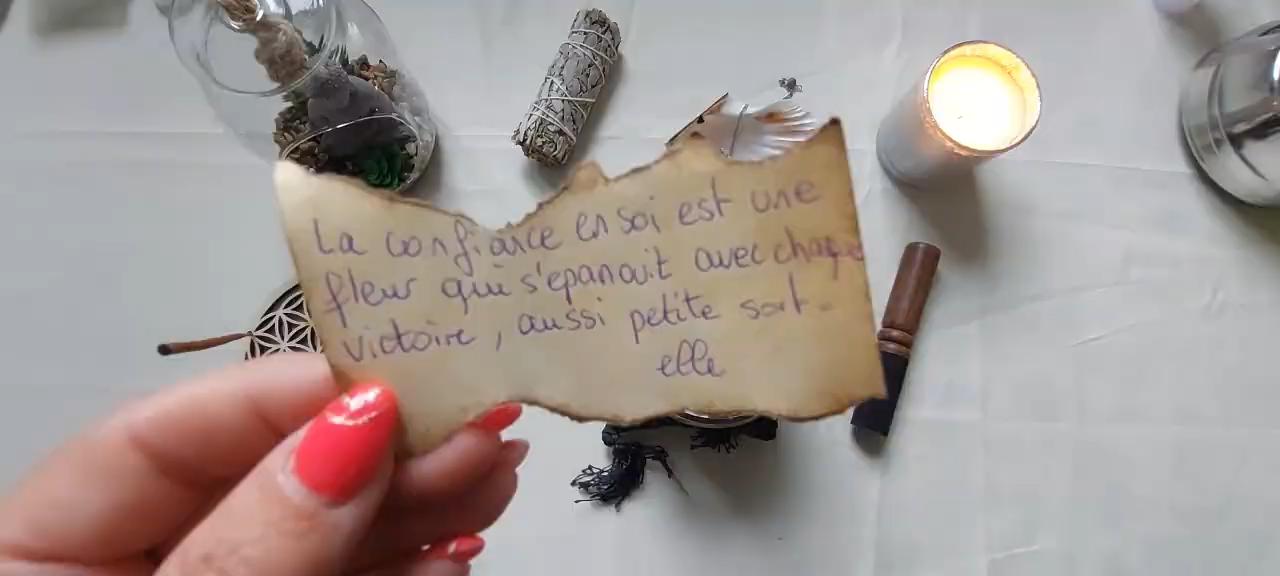 La confiance en soi est une
fleur qui s'epanouit avec chaque
victoire, aussi petite soit-
elle